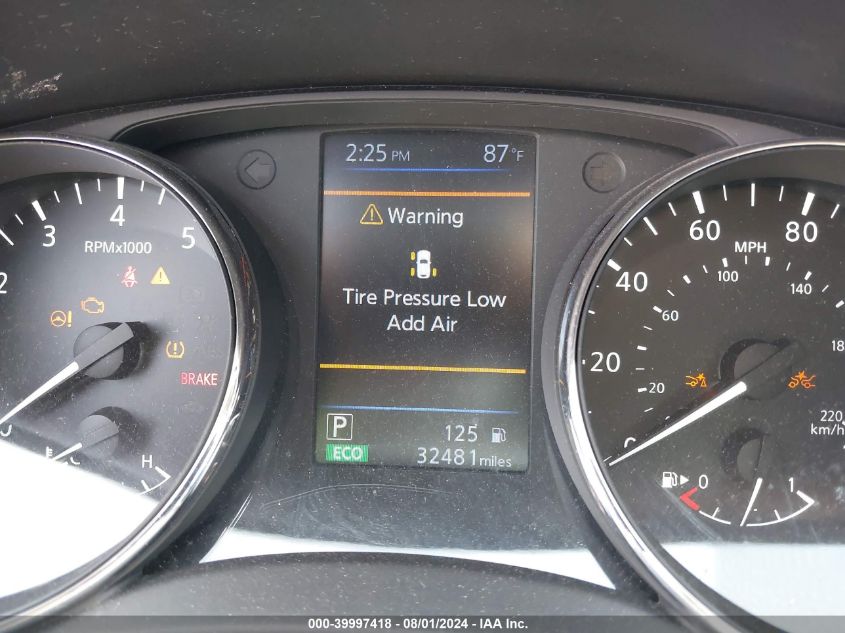 2:25 PM 87°F
Warning
Tire Pressure Low
Add Air
P 125
ECO 32481 miles
2 3 4 5
RPMx1000
BRAKE
C H
0 20 40 60 80
MPH
20 60 100 140
220
km/h
0 1
000-39997418 - 08/01/2024 - IAA Inc.